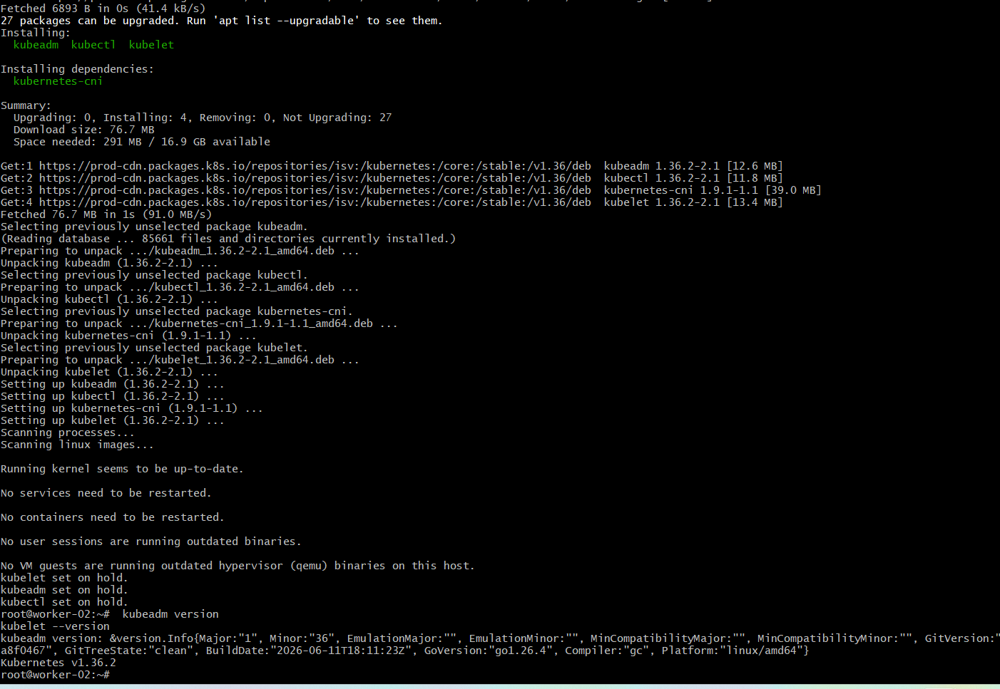 Fetched 6893 B in 0s (41.4 kB/s)
27 packages can be upgraded. Run 'apt list --upgradable' to see them.
Installing:
  kubeadm  kubectl  kubelet

Installing dependencies:
  kubernetes-cni

Summary:
  Upgrading: 0, Installing: 4, Removing: 0, Not Upgrading: 27
  Download size: 76.7 MB
  Space needed: 291 MB / 16.9 GB available

Get:1 https://prod-cdn.packages.k8s.io/repositories/isv:/kubernetes:/core:/stable:/v1.36/deb  kubeadm 1.36.2-2.1 [12.6 MB]
Get:2 https://prod-cdn.packages.k8s.io/repositories/isv:/kubernetes:/core:/stable:/v1.36/deb  kubectl 1.36.2-2.1 [11.8 MB]
Get:3 https://prod-cdn.packages.k8s.io/repositories/isv:/kubernetes:/core:/stable:/v1.36/deb  kubernetes-cni 1.9.1-1.1 [39.0 MB]
Get:4 https://prod-cdn.packages.k8s.io/repositories/isv:/kubernetes:/core:/stable:/v1.36/deb  kubelet 1.36.2-2.1 [13.4 MB]
Fetched 76.7 MB in 1s (91.0 MB/s)
Selecting previously unselected package kubeadm.
(Reading database ... 85661 files and directories currently installed.)
Preparing to unpack .../kubeadm_1.36.2-2.1_amd64.deb ...
Unpacking kubeadm (1.36.2-2.1) ...
Selecting previously unselected package kubectl.
Preparing to unpack .../kubectl_1.36.2-2.1_amd64.deb ...
Unpacking kubectl (1.36.2-2.1) ...
Selecting previously unselected package kubernetes-cni.
Preparing to unpack .../kubernetes-cni_1.9.1-1.1_amd64.deb ...
Unpacking kubernetes-cni (1.9.1-1.1) ...
Selecting previously unselected package kubelet.
Preparing to unpack .../kubelet_1.36.2-2.1_amd64.deb ...
Unpacking kubelet (1.36.2-2.1) ...
Setting up kubeadm (1.36.2-2.1) ...
Setting up kubectl (1.36.2-2.1) ...
Setting up kubernetes-cni (1.9.1-1.1) ...
Setting up kubelet (1.36.2-2.1) ...
Scanning processes...
Scanning linux images...

Running kernel seems to be up-to-date.

No services need to be restarted.

No containers need to be restarted.

No user sessions are running outdated binaries.

No VM guests are running outdated hypervisor (qemu) binaries on this host.
kubelet set on hold.
kubeadm set on hold.
kubectl set on hold.
root@worker-02:~#  kubeadm version
kubelet --version
kubeadm version: &version.Info{Major:"1", Minor:"36", EmulationMajor:"", EmulationMinor:"", MinCompatibilityMajor:"", MinCompatibilityMinor:"", GitVersion:"
a8f0467", GitTreeState:"clean", BuildDate:"2026-06-11T18:11:23Z", GoVersion:"go1.26.4", Compiler:"gc", Platform:"linux/amd64"}
Kubernetes v1.36.2
root@worker-02:~#